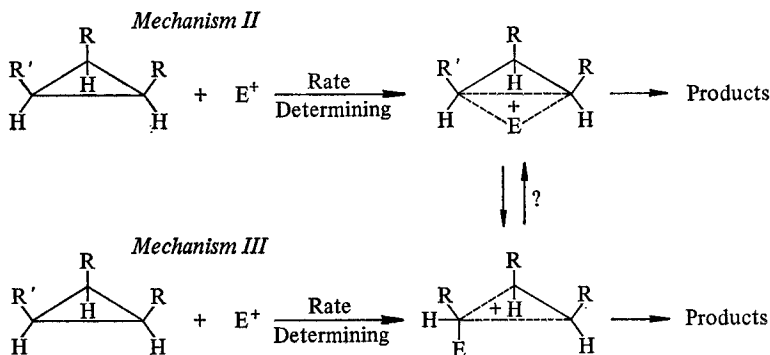 Mechanism II
R' R R
H
H H
+ E+
Rate
Determining
R' R R
H
+
H E H
Products
?
Mechanism III
R' R R
H
H H
+ E+
Rate
Determining
R R R
H + H
E H
Products